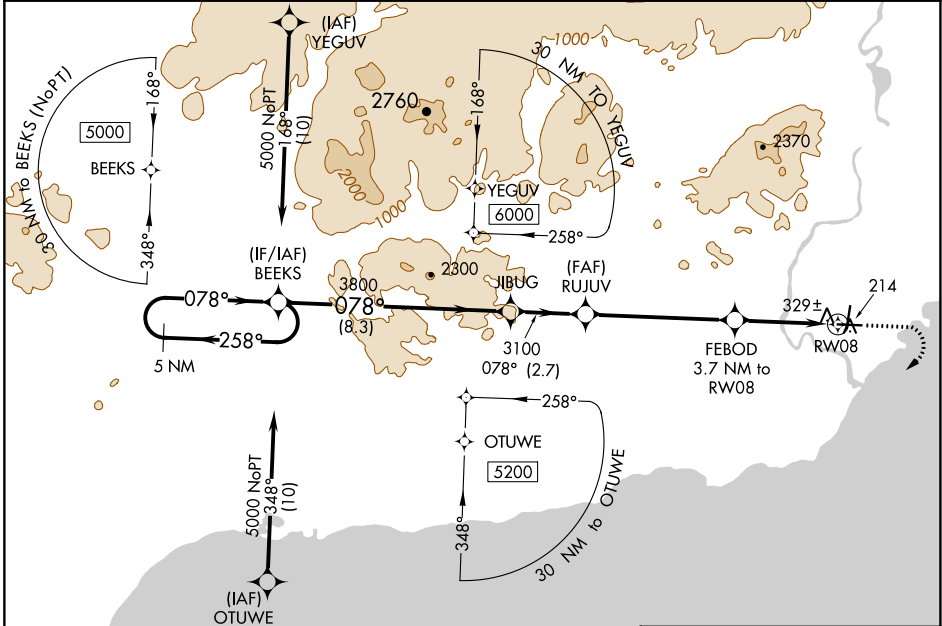 (IAF)
YEGUV
1000
30 NM to BEEKS (NoPT)
168°
5000
BEEKS
348°
5000 NoPT
168°
(10)
2760
2000
1000
30 NM TO YEGUV
168°
YEGUV
6000
258°
2370
(IF/IAF)
BEEKS
078°
258°
5 NM
2300
3800
078°
(8.3)
JIBUG
(FAF)
RUJUV
3100
078° (2.7)
FEBOD
3.7 NM to
RW08
329±
214
RW08
258°
OTUWE
5200
348°
30 NM to OTUWE
5000 NoPT
348°
(10)
(IAF)
OTUWE